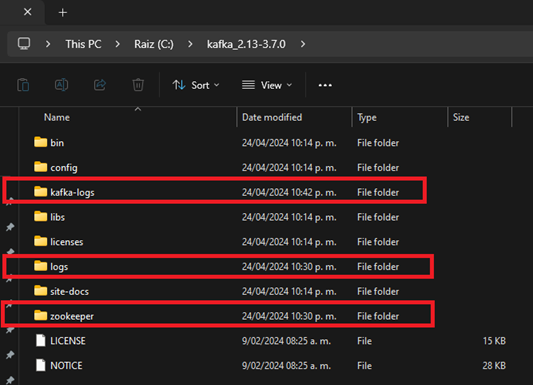 This PC > Raiz (C:) > kafka_2.13-3.7.0 >
Sort View
Name Date modified Type Size
bin 24/04/2024 10:14 p. m. File folder
config 24/04/2024 10:14 p. m. File folder
kafka-logs 24/04/2024 10:42 p. m. File folder
libs 24/04/2024 10:14 p. m. File folder
licenses 24/04/2024 10:14 p. m. File folder
logs 24/04/2024 10:30 p. m. File folder
site-docs 24/04/2024 10:14 p. m. File folder
zookeeper 24/04/2024 10:30 p. m. File folder
LICENSE 9/02/2024 08:25 a. m. File 15 KB
NOTICE 9/02/2024 08:25 a. m. File 28 KB